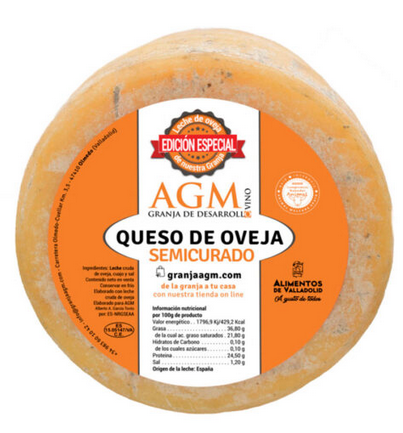 Leche de oveja
EDICIÓN ESPECIAL
de nuestra Granja
AGM
GRANJA DE DESARROLLO
OVINO
QUESO DE OVEJA
SEMICURADO
granjaagm.com
de la granja a tu casa
con nuestra tienda on line
Ingredientes: Leche cruda
de oveja, cuajo y sal
Contenido neto en venta
Conservar en frío
Elaborado con leche
cruda de oveja
Elaborado para AGM
ALIMENTOS
DE VALLADOLID
A gusto de todos
Información nutricional
por 100g de producto
Valor energético . . 1796,9 Kj/429,2 Kcal
Grasa . . . 36,80 g
de la cual ac. graso saturados . . 21,80 g
Hidratos de Carbono . . . 0,10 g
de los cuales azúcares . . . 0,10 g
Proteina . . . 24,50 g
Sal . . . 1,20 g
Origen de la leche: España
ES